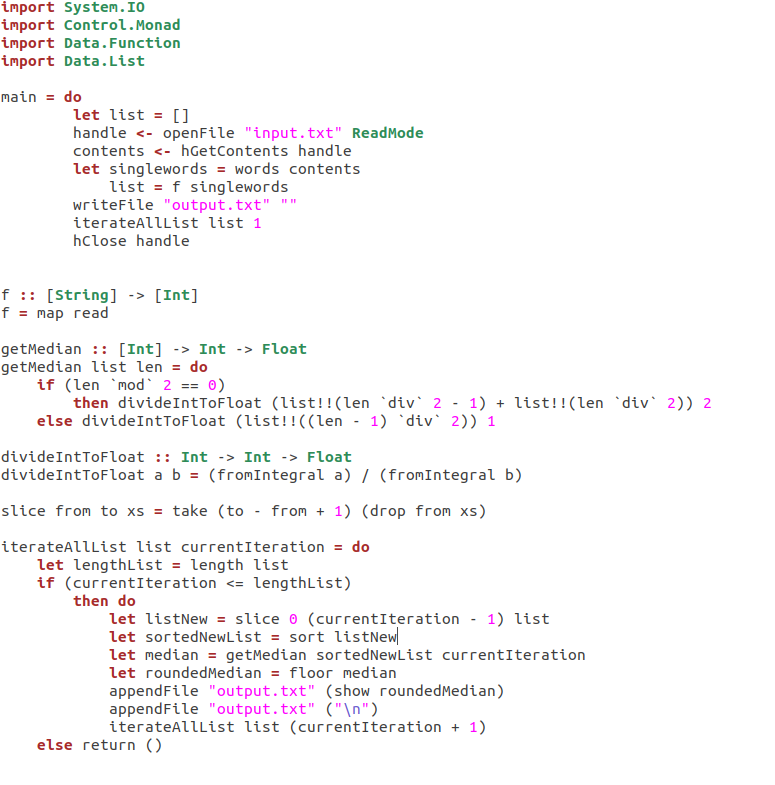 import System.IO
import Control.Monad
import Data.Function
import Data.List

main = do
        let list = []
        handle <- openFile "input.txt" ReadMode
        contents <- hGetContents handle
        let singlewords = words contents
            list = f singlewords
        writeFile "output.txt" ""
        iterateAllList list 1
        hClose handle


f :: [String] -> [Int]
f = map read

getMedian :: [Int] -> Int -> Float
getMedian list len = do
    if (len `mod` 2 == 0)
        then divideIntToFloat (list!!(len `div` 2 - 1) + list!!(len `div` 2)) 2
    else divideIntToFloat (list!!((len - 1) `div` 2)) 1

divideIntToFloat :: Int -> Int -> Float
divideIntToFloat a b = (fromIntegral a) / (fromIntegral b)

slice from to xs = take (to - from + 1) (drop from xs)

iterateAllList list currentIteration = do
    let lengthList = length list
    if (currentIteration <= lengthList)
        then do
            let listNew = slice 0 (currentIteration - 1) list
            let sortedNewList = sort listNew
            let median = getMedian sortedNewList currentIteration
            let roundedMedian = floor median
            appendFile "output.txt" (show roundedMedian)
            appendFile "output.txt" ("\n")
            iterateAllList list (currentIteration + 1)
    else return ()